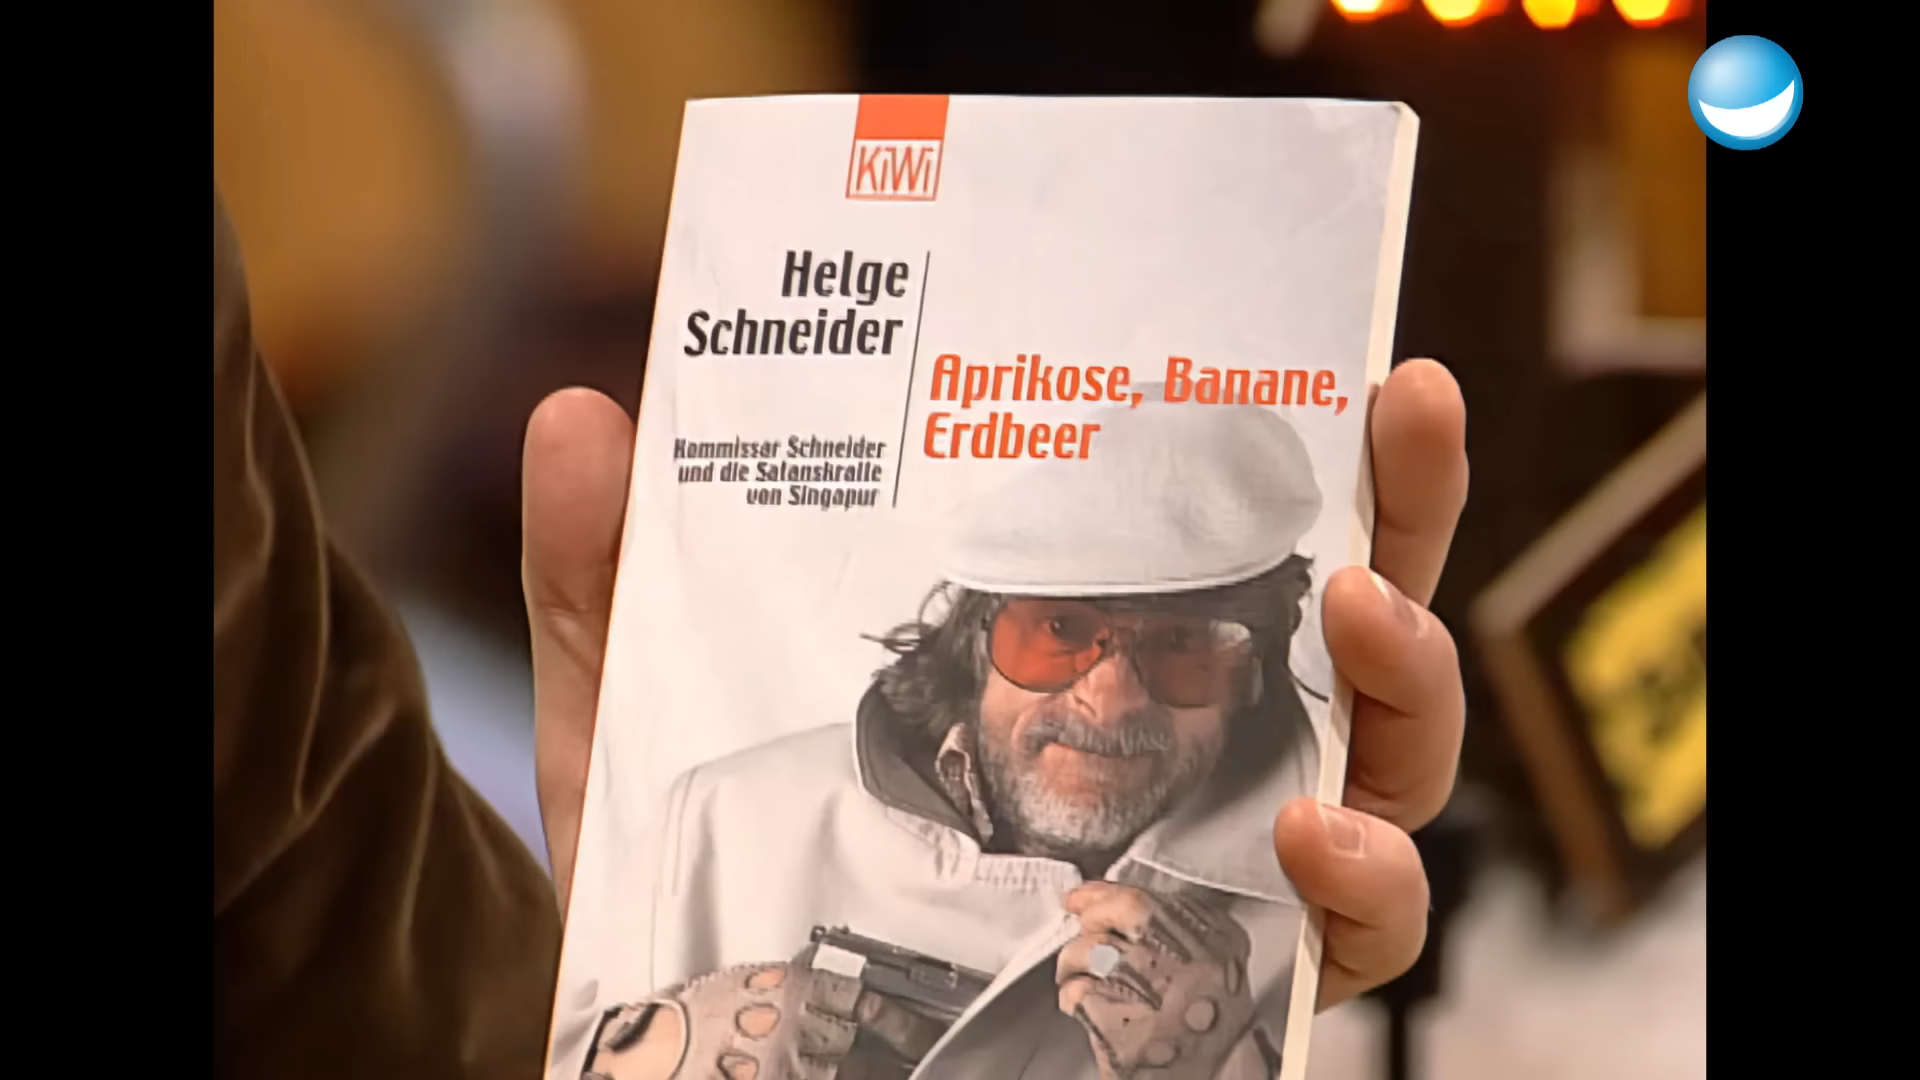 KiWi
Helge
Schneider
Aprikose, Banane,
Erdbeer
Kommissar Schneider
und die Satanskralle
von Singapur